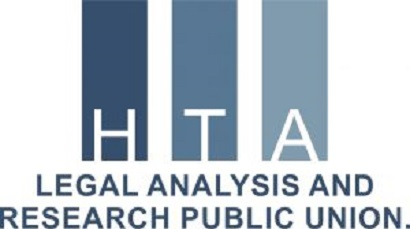 HTA
LEGAL ANALYSIS AND
RESEARCH PUBLIC UNION.